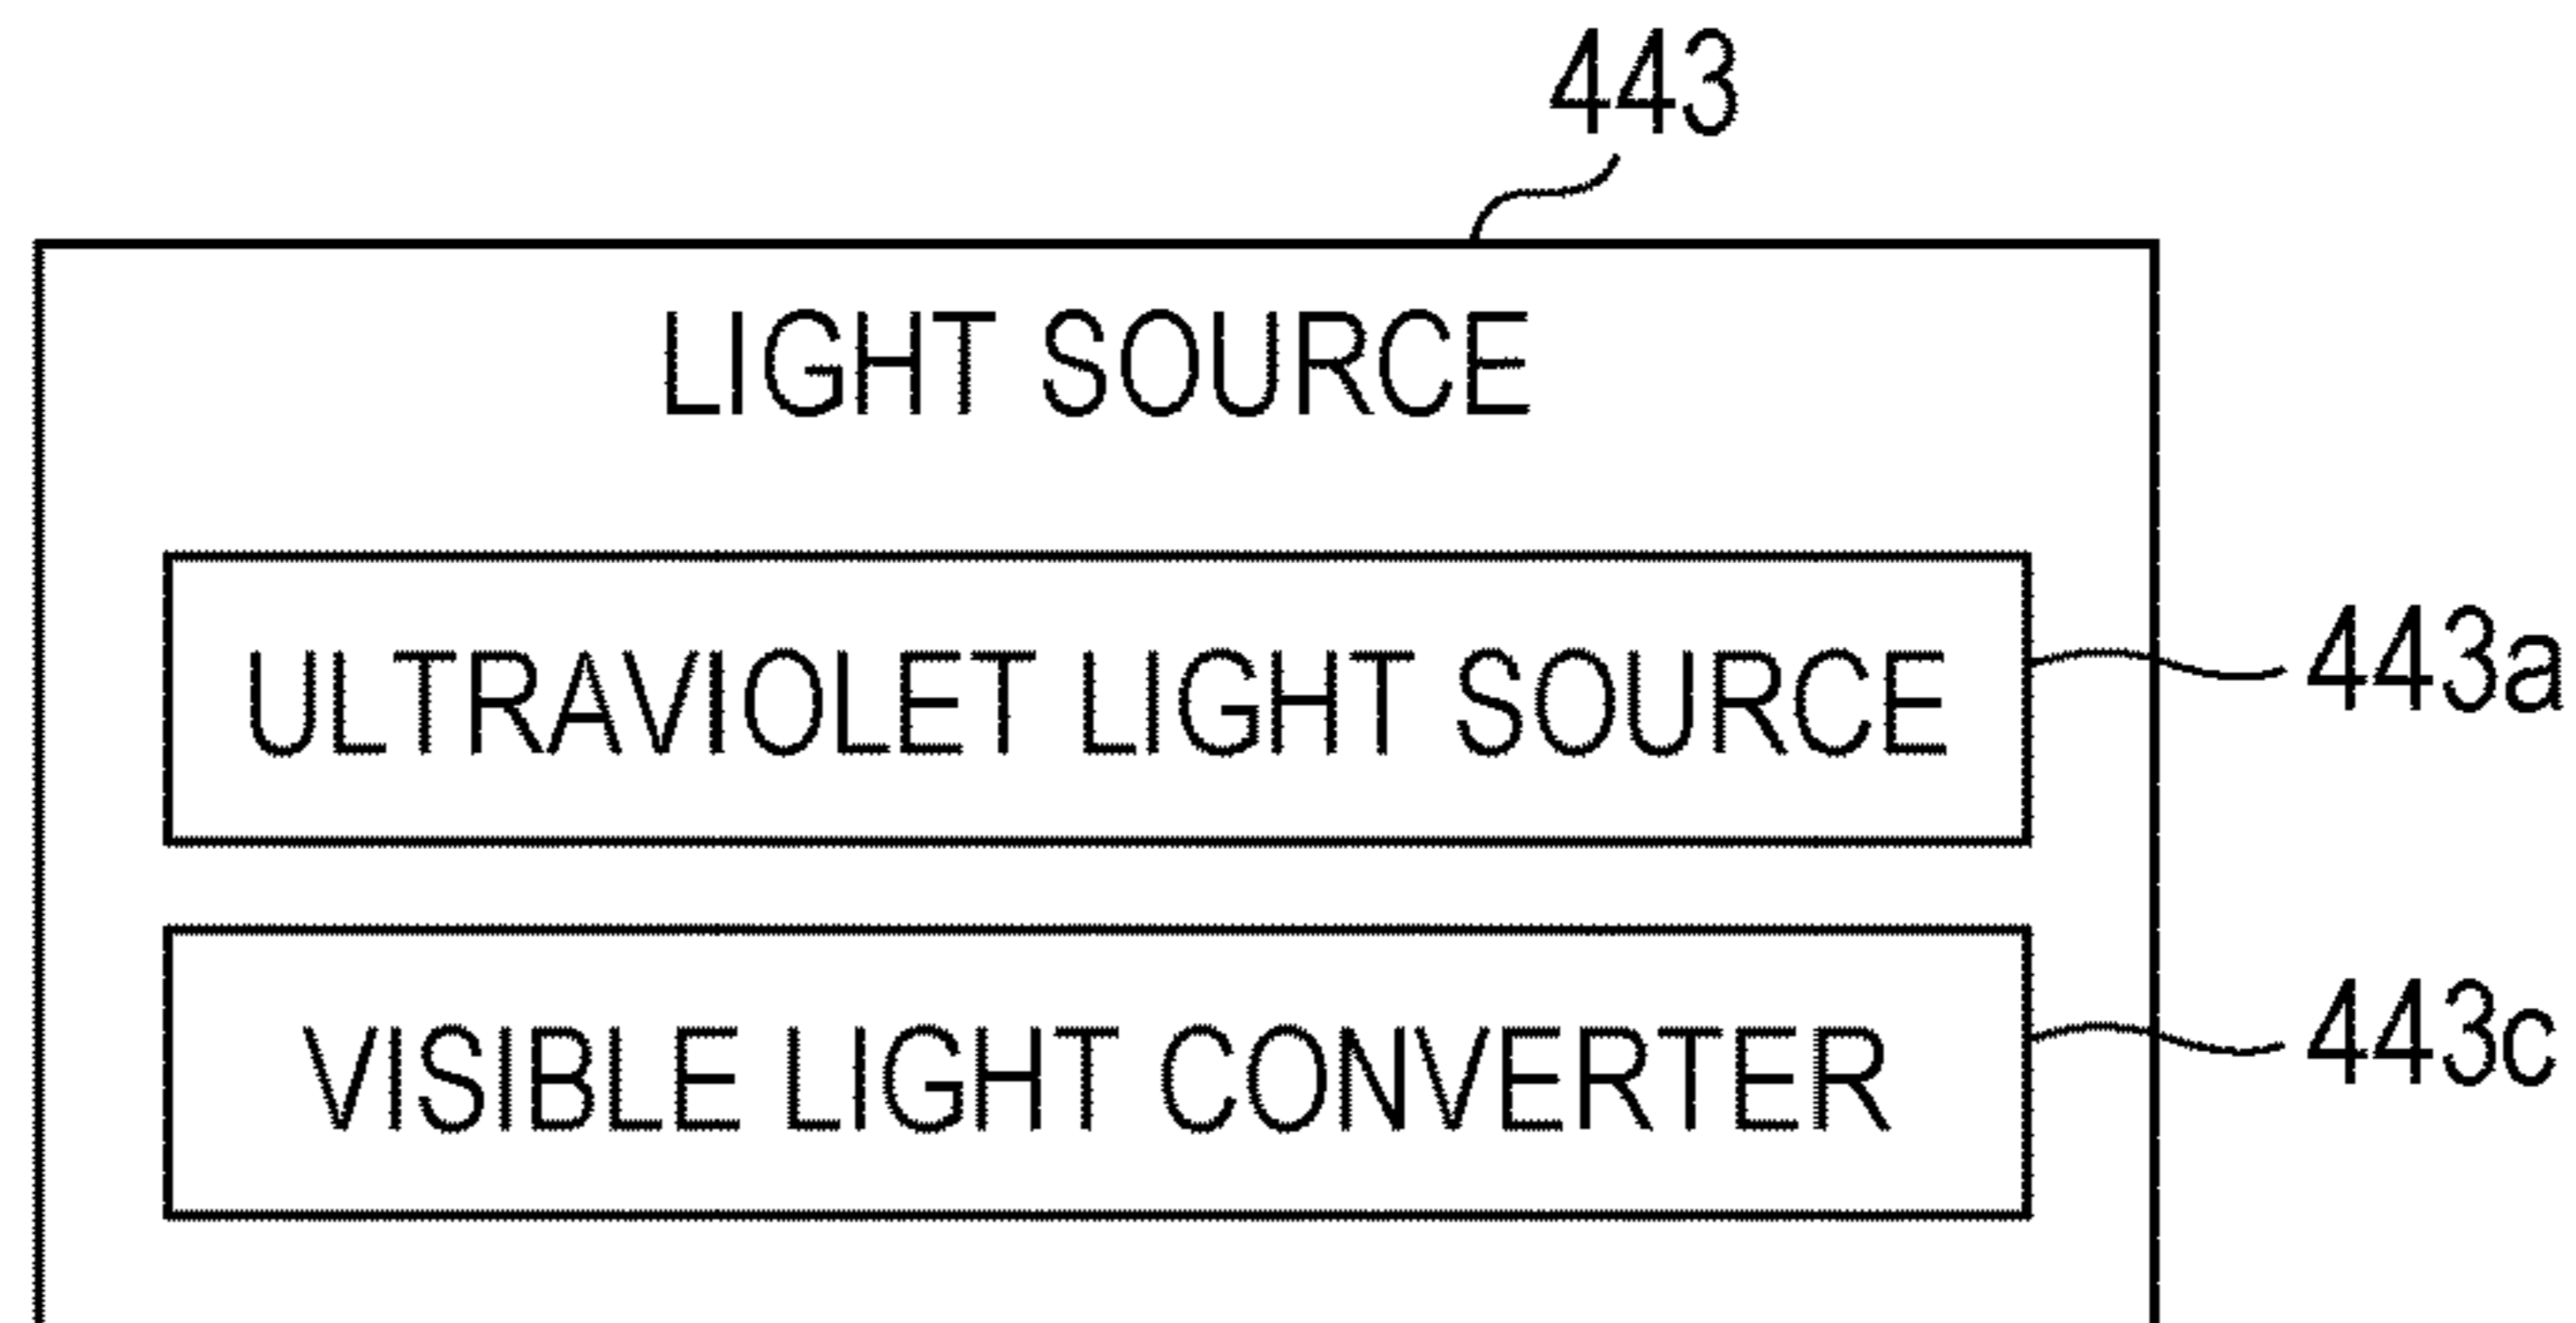 443
LIGHT SOURCE
ULTRAVIOLET LIGHT SOURCE 443a
VISIBLE LIGHT CONVERTER 443c